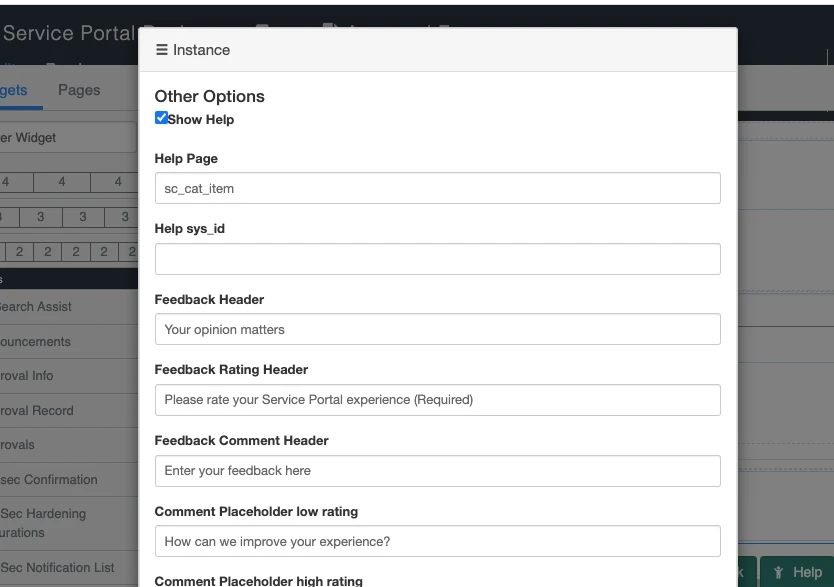 Service Portal
☰ Instance
gets Pages
Other Options
Show Help
er Widget
Help Page
4 4 4
sc_cat_item
3 3 3
Help sys_id
2 2 2 2 2
s
Feedback Header
earch Assist
Your opinion matters
ouncements
Feedback Rating Header
roval Info
Please rate your Service Portal experience (Required)
roval Record
Feedback Comment Header
rovals
Enter your feedback here
sec Confirmation
Comment Placeholder low rating
Sec Hardening
urations
How can we improve your experience?
Sec Notification List
k Help
Comment Placeholder high rating